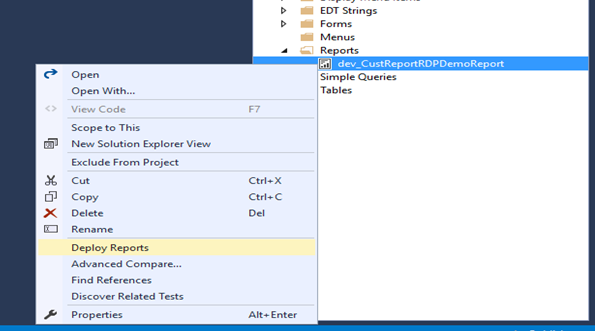 EDT Strings
Forms
Menus
Reports
dev_CustReportRDPDemoReport
Simple Queries
Tables
Open
Open With...
View Code F7
Scope to This
New Solution Explorer View
Exclude From Project
Cut Ctrl+X
Copy Ctrl+C
Delete Del
Rename
Deploy Reports
Advanced Compare...
Find References
Discover Related Tests
Properties Alt+Enter